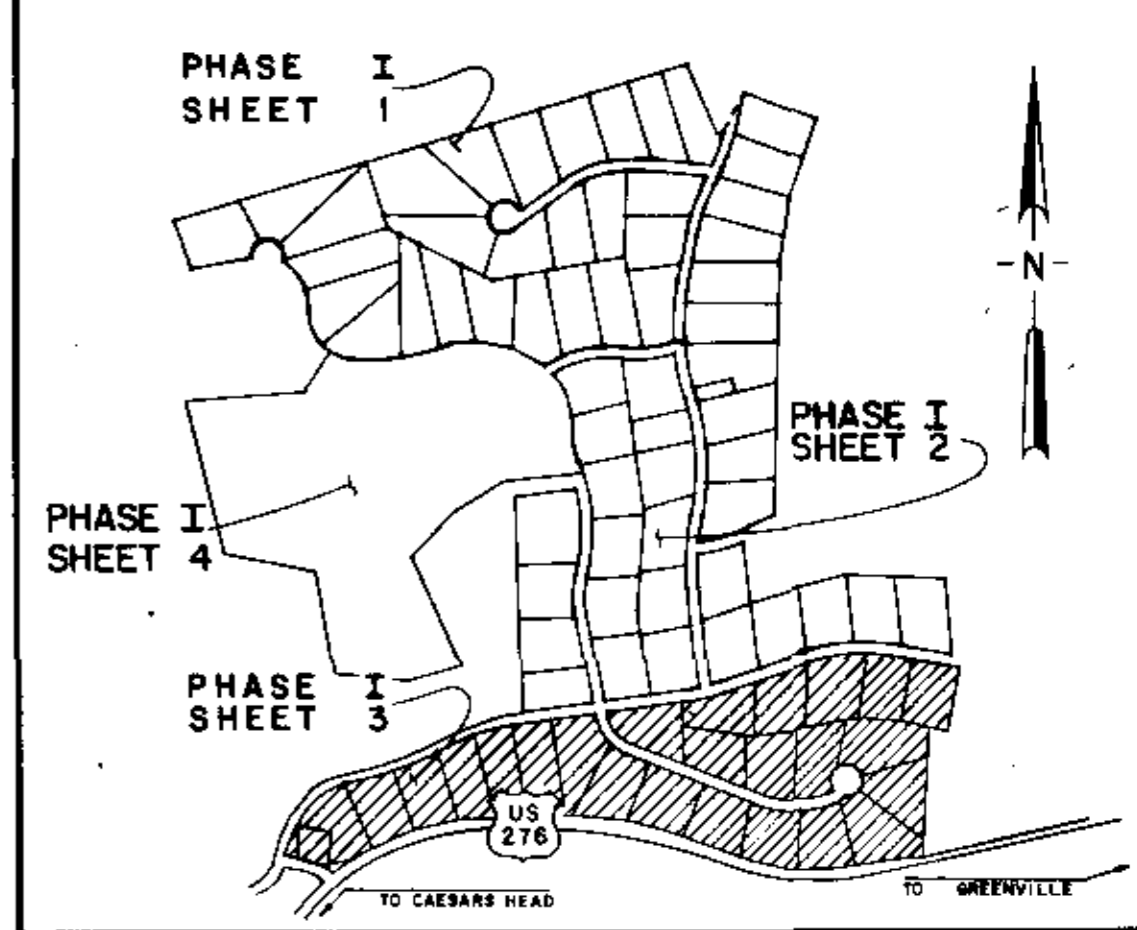 PHASE I
SHEET 1
N
PHASE I
SHEET 2
PHASE I
SHEET 4
PHASE I
SHEET 3
US
276
TO CAESARS HEAD
TO GREENVILLE